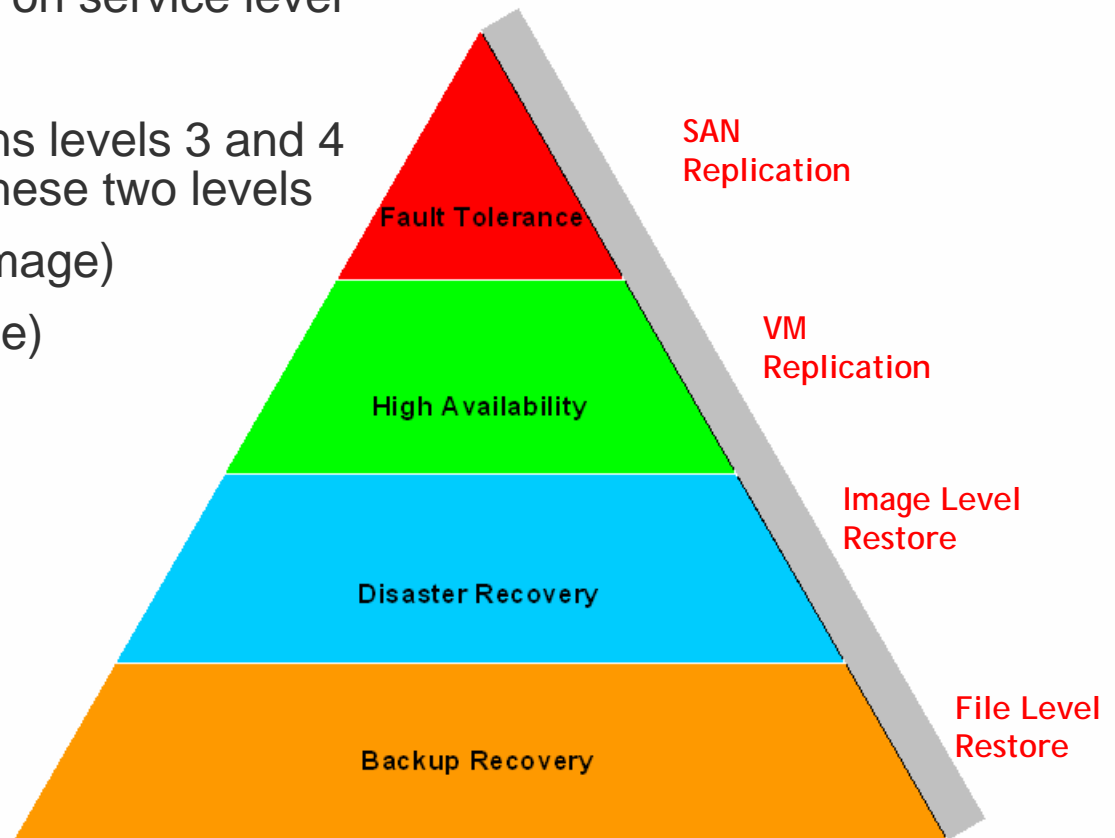 on service level
ns levels 3 and 4
hese two levels
mage)
e)
SAN
Replication
Fault Tolerance
VM
Replication
High Availability
Image Level
Restore
Disaster Recovery
File Level
Restore
Backup Recovery